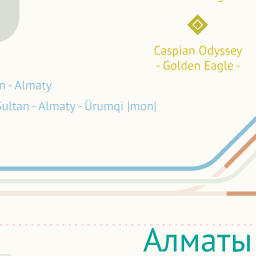 Caspian Odyssey
- Golden Eagle -
- Almaty
Sultan - Almaty - Ürumqi |mon|
Алматы